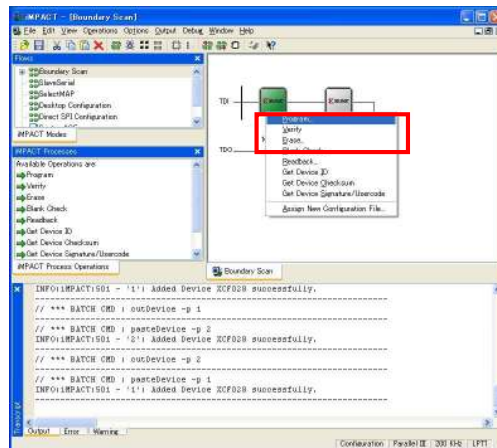 iMPACT - [Boundary Scan]
File Edit View Operations Options Output Debug Window Help
Flows
Boundary Scan
SlaveSerial
SelectMAP
Desktop Configuration
Direct SPI Configuration
iMPACT Modes
iMPACT Processes
Available Operations are:
Program
Verify
Erase
Blank Check
Readback
Get Device ID
Get Device Checksum
Get Device Signature/Usercode
iMPACT Process Operations
TDI
TDO
Program...
Verify
Erase...
Blank Check
Readback...
Get Device ID
Get Device Checksum
Get Device Signature/Usercode
Assign New Configuration File...
Boundary Scan
INFO:iMPACT:501 - '1': Added Device XCF02S successfully.
// *** BATCH CMD : cutDevice -p 1
// *** BATCH CMD : pasteDevice -p 2
INFO:iMPACT:501 - '2': Added Device XCF02S successfully.
// *** BATCH CMD : cutDevice -p 2
// *** BATCH CMD : pasteDevice -p 1
INFO:iMPACT:501 - '1': Added Device XCF02S successfully.
Transcript
Output Error Warning
Configuration Parallel III 200 KHz LPT1